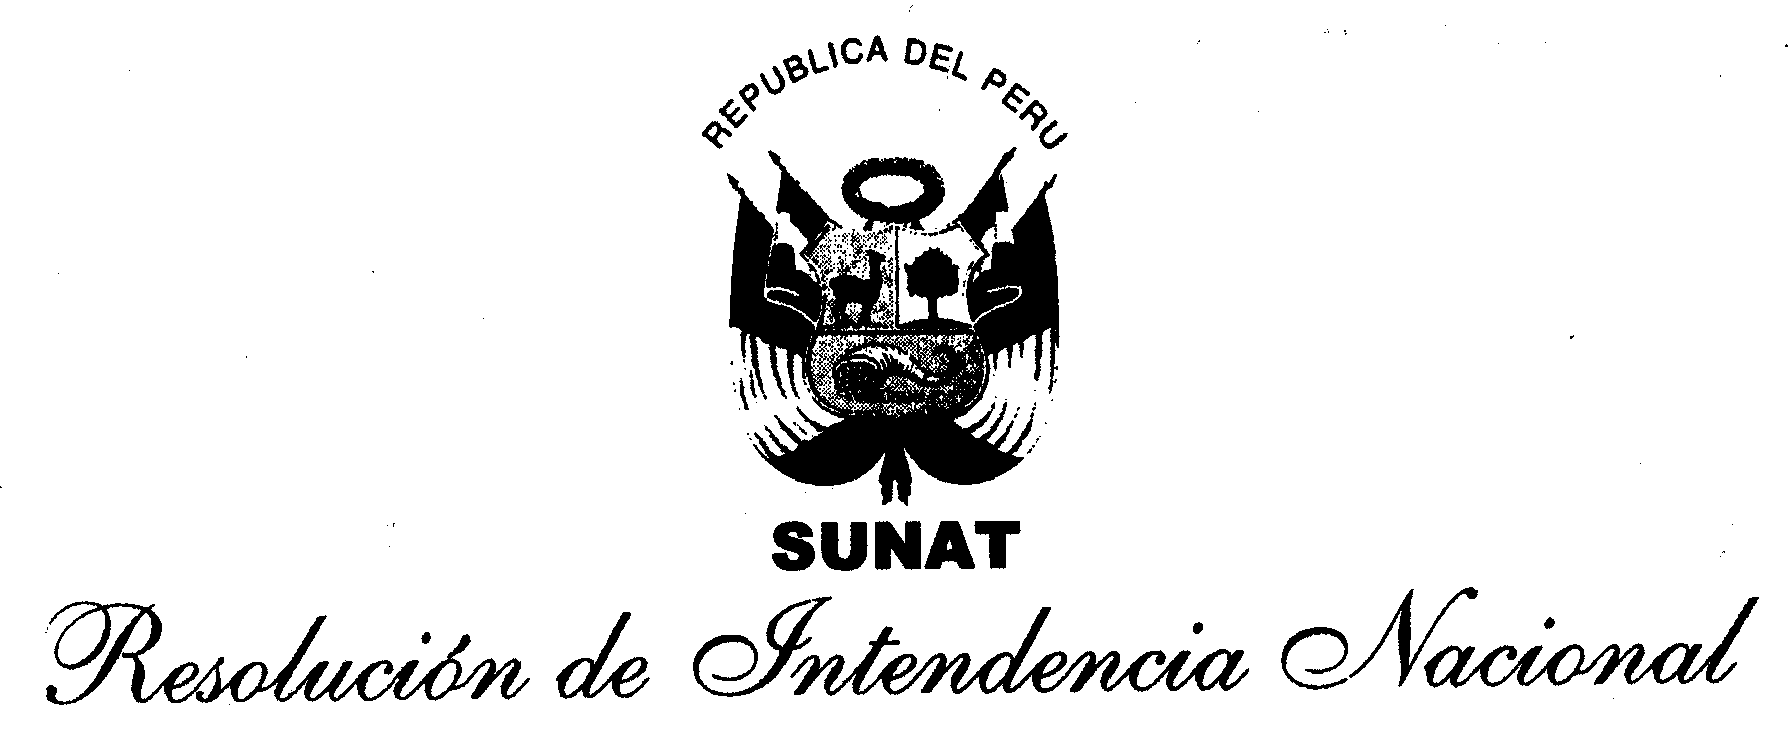 REPUBLICA DEL PERU
SUNAT
Resolución de Intendencia Nacional